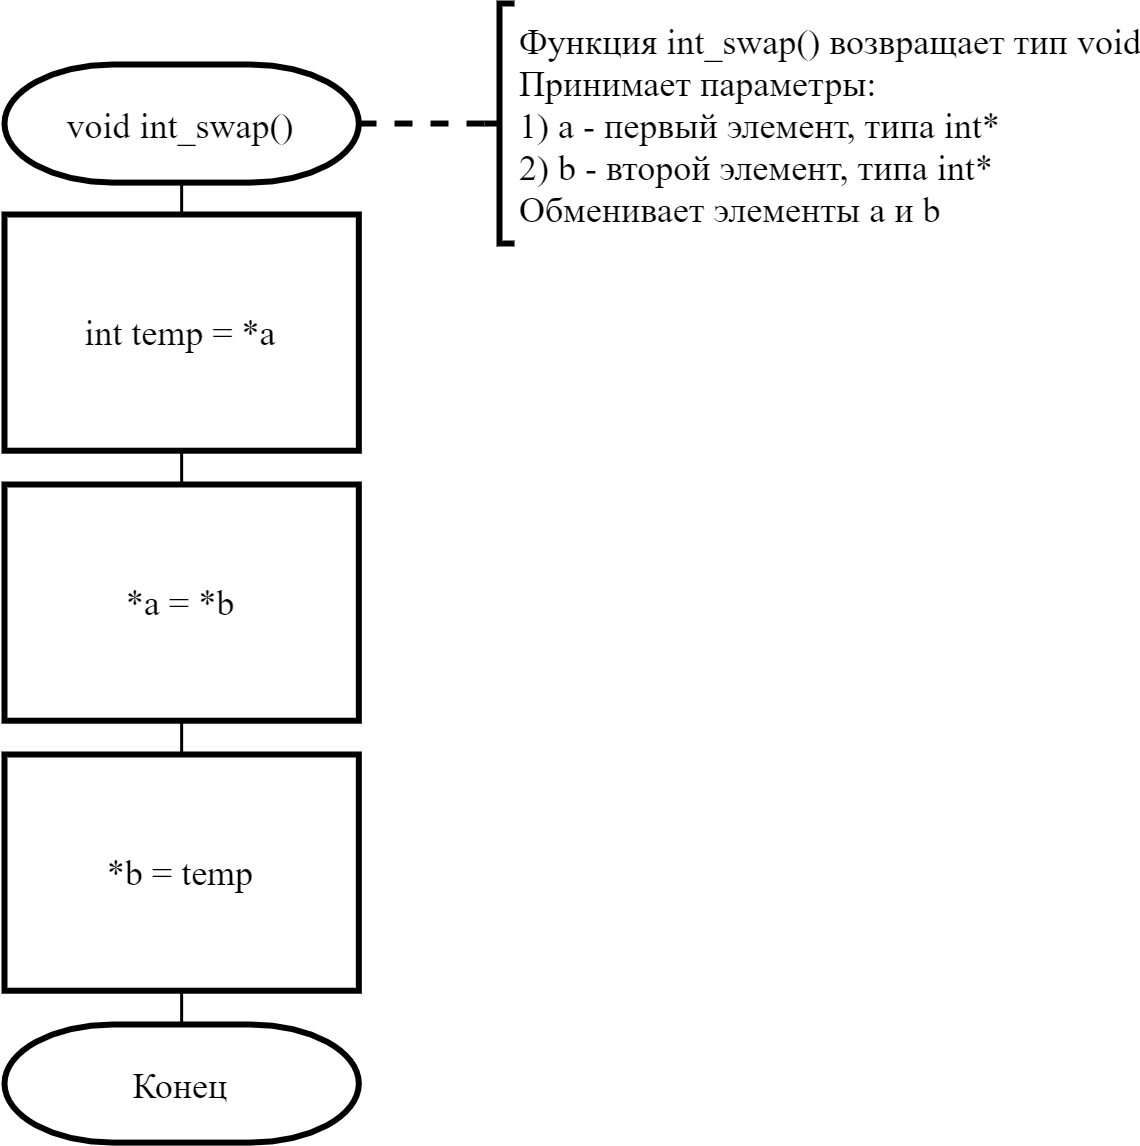 void int_swap()
Функция int_swap() возвращает тип void
Принимает параметры:
1) a - первый элемент, типа int*
2) b - второй элемент, типа int*
Обменивает элементы a и b
int temp = *a
*a = *b
*b = temp
Конец